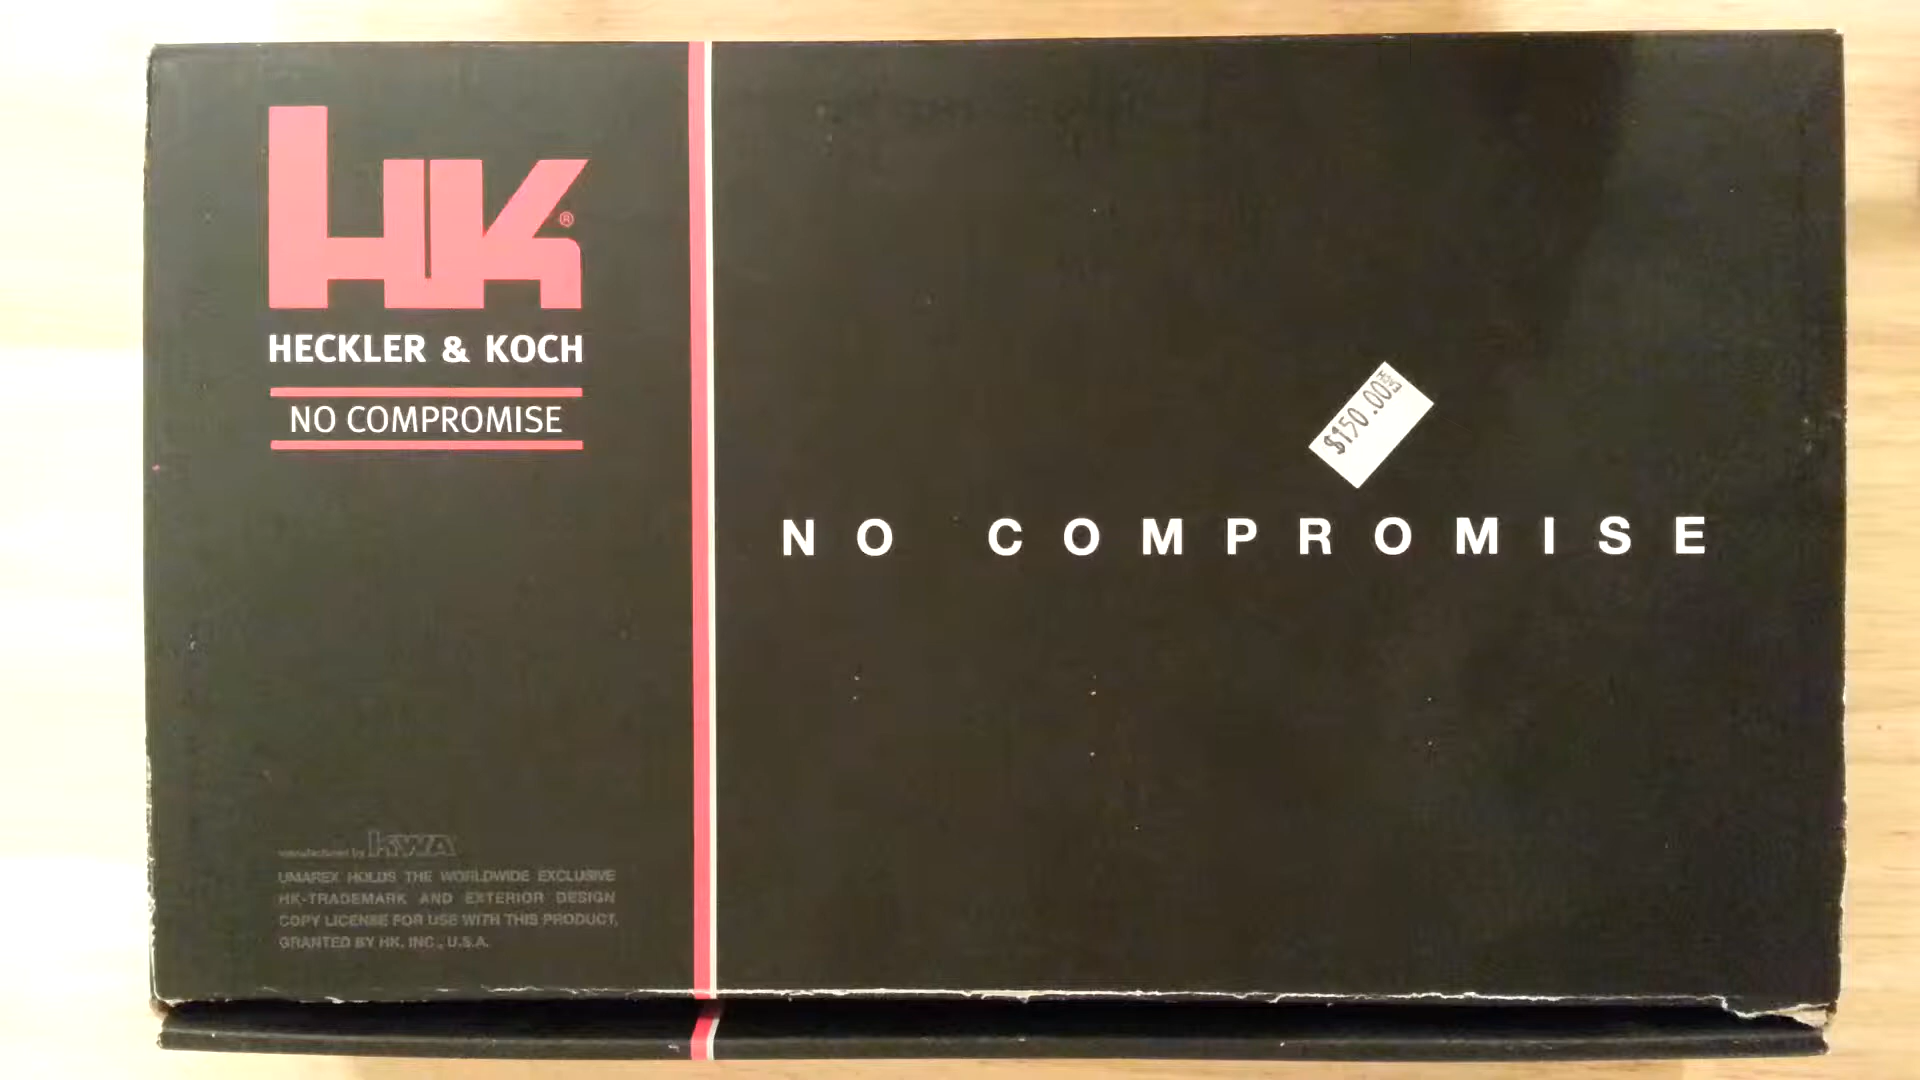 HK®
HECKLER & KOCH
NO COMPROMISE
$150.00
NO COMPROMISE
manufactured by KWA
UMAREX HOLDS THE WORLDWIDE EXCLUSIVE
HK-TRADEMARK AND EXTERIOR DESIGN
COPY LICENSE FOR USE WITH THIS PRODUCT,
GRANTED BY HK, INC., U.S.A.